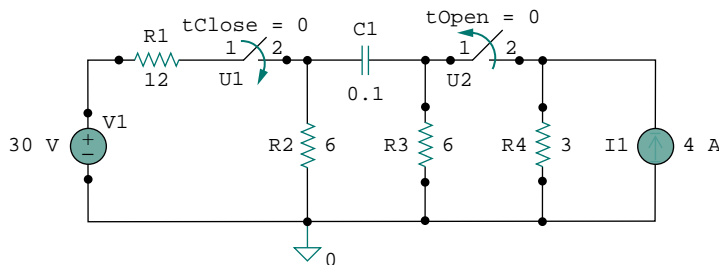 tClose = 0
tOpen = 0
R1
1 2
C1
1 2
12
U1
U2
0.1
V1
30 V
+
−
R2 6
R3 6
R4 3
I1 4 A
0